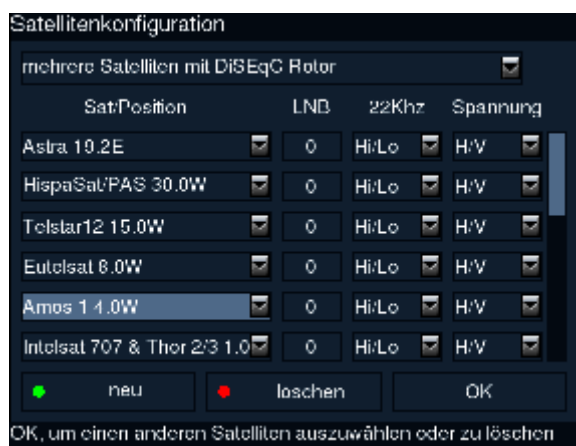 Satellitenkonfiguration
mehrere Satelliten mit DiSEqC Rotor
Sat/Position LNB 22Khz Spannung
Astra 19.2E 0 Hi/Lo H/V
HispaSat/PAS 30.0W 0 Hi/Lo H/V
Telstar12 15.0W 0 Hi/Lo H/V
Eutelsat 8.0W 0 Hi/Lo H/V
Amos 1 4.0W 0 Hi/Lo H/V
Intelsat 707 & Thor 2/3 1.0 0 Hi/Lo H/V
neu loschen OK
OK, um einen anderen Satelliten auszuwählen oder zu löschen